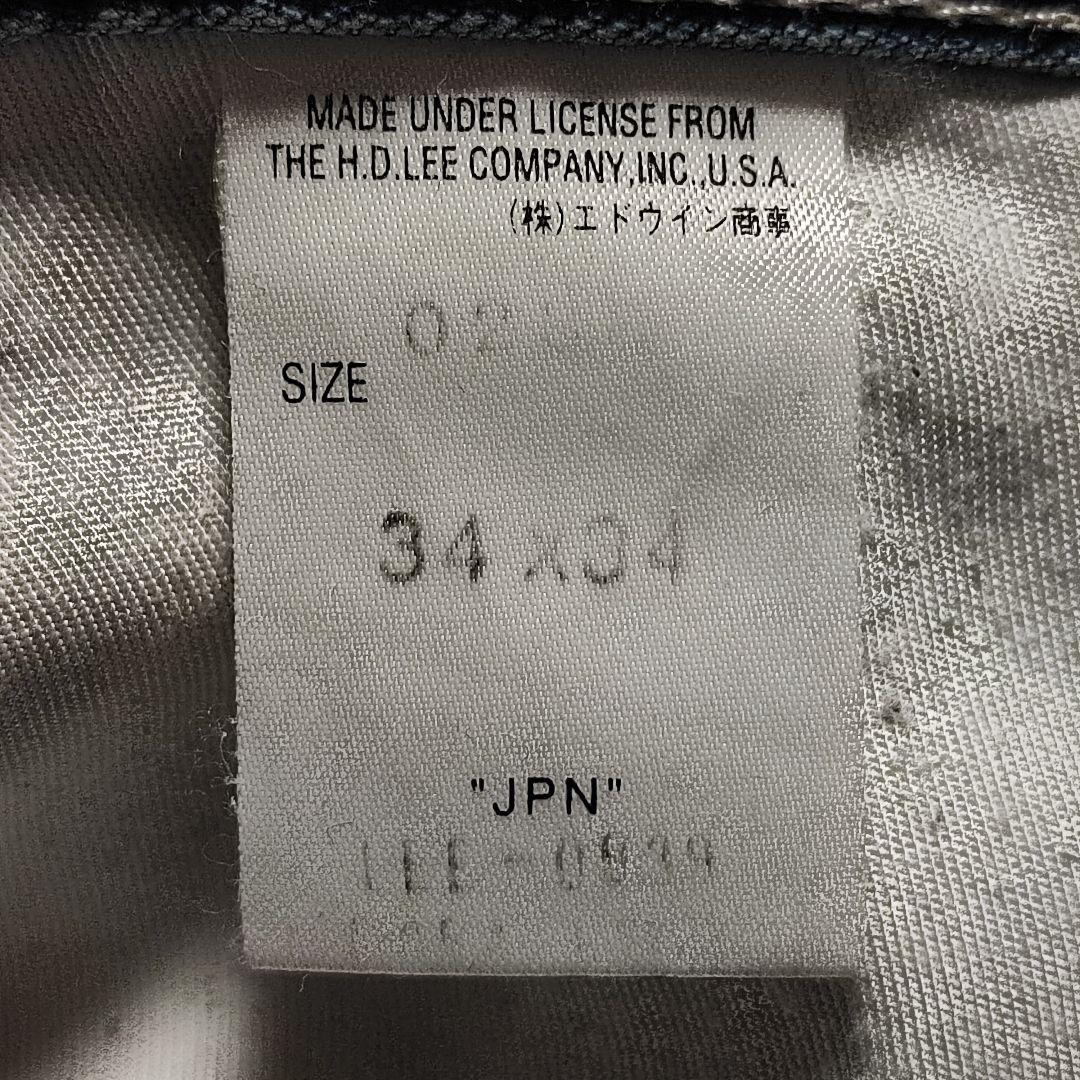 MADE UNDER LICENSE FROM
THE H.D.LEE COMPANY,INC.,U.S.A.
(株)エドウイン商事
SIZE
34 x 34
"JPN"